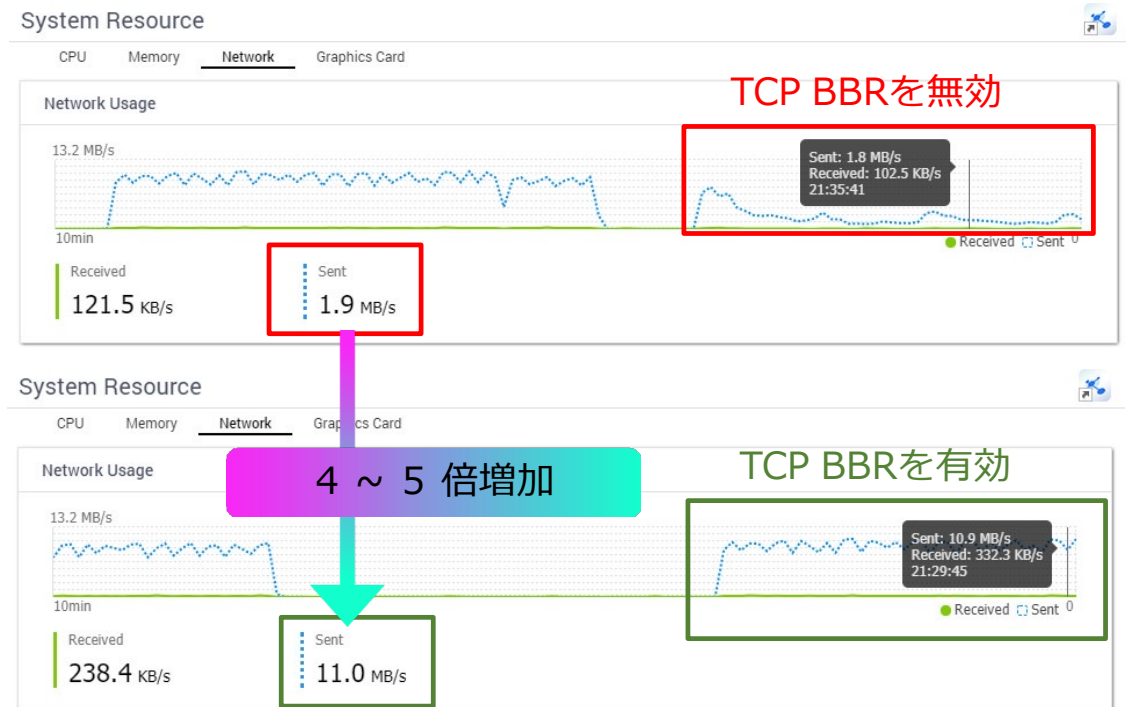 System Resource
CPU Memory Network Graphics Card
Network Usage
TCP BBRを無効
13.2 MB/s
Sent: 1.8 MB/s
Received: 102.5 KB/s
21:35:41
10min
Received Sent 0
Received
121.5 KB/s
Sent
1.9 MB/s
System Resource
CPU Memory Network Graphics Card
Network Usage
4 ~ 5 倍増加
TCP BBRを有効
13.2 MB/s
Sent: 10.9 MB/s
Received: 332.3 KB/s
21:29:45
10min
Received Sent 0
Received
238.4 KB/s
Sent
11.0 MB/s